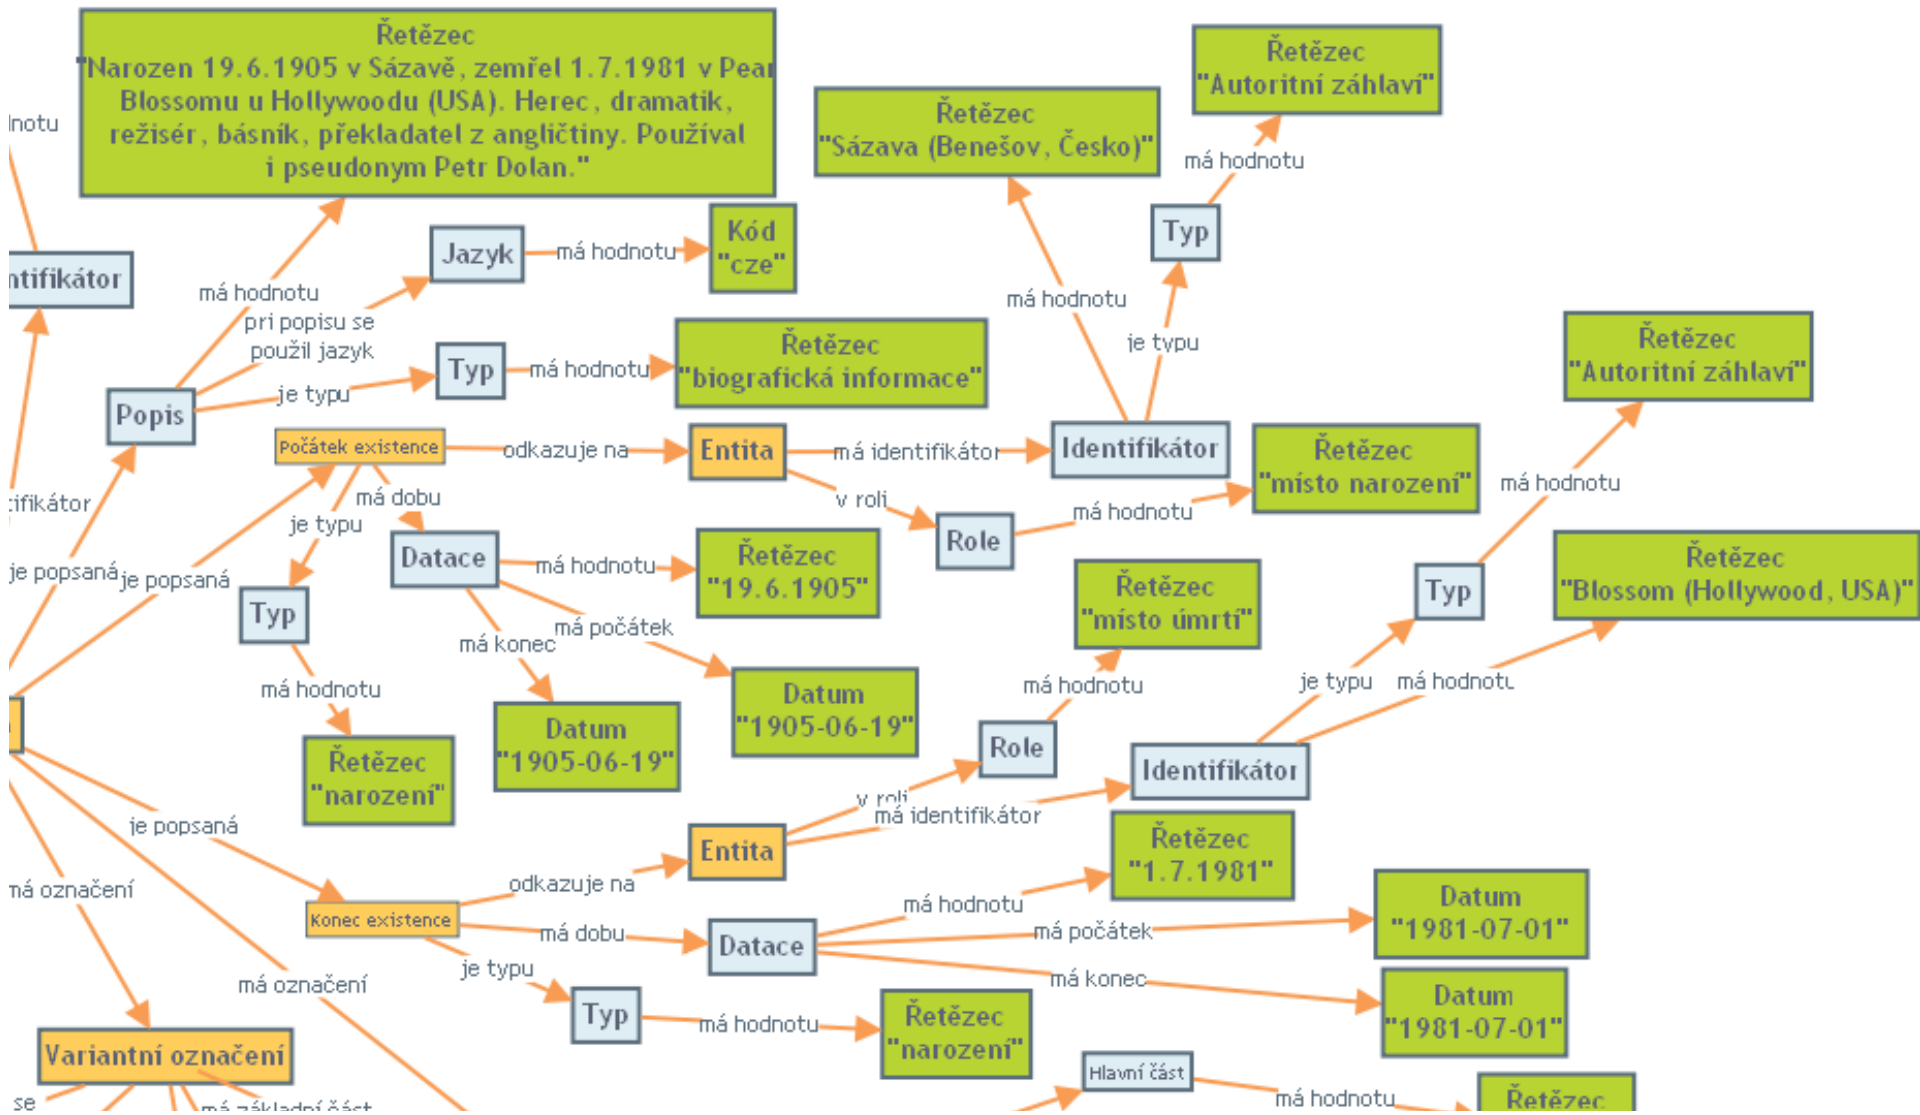 Řetězec
"Narozen 19.6.1905 v Sázavě, zemřel 1.7.1981 v Pear
Blossomu u Hollywoodu (USA). Herec, dramatik,
režisér, básník, překladatel z angličtiny. Používal
i pseudonym Petr Dolan."
Řetězec
"Autoritní záhlaví"
Řetězec
"Sázava (Benešov, Česko)"
má hodnotu
Typ
Jazyk
má hodnotu
Kód
"cze"
má hodnotu
pri popisu se
použil jazyk
má hodnotu
je typu
Řetězec
"Autoritní záhlaví"
Typ
má hodnotu
Řetězec
"biografická informace"
je typu
Popis
Počátek existence
odkazuje na
Entita
má identifikátor
Identifikátor
Řetězec
"místo narození"
má hodnotu
v roli
Role
má hodnotu
má dobu
je typu
Datace
má hodnotu
Řetězec
"19.6.1905"
je popsaná
je popsaná
Typ
má počátek
má konec
Řetězec
"místo úmrtí"
Typ
Řetězec
"Blossom (Hollywood, USA)"
má hodnotu
Datum
"1905-06-19"
Datum
"1905-06-19"
má hodnotu
je typu
má hodnotu
Řetězec
"narození"
Role
Identifikátor
v roli
má identifikátor
je popsaná
Entita
odkazuje na
Řetězec
"1.7.1981"
má označení
Konec existence
má dobu
Datace
má hodnotu
má počátek
Datum
"1981-07-01"
má konec
Datum
"1981-07-01"
je typu
má označení
Typ
má hodnotu
Řetězec
"narození"
Variantní označení
Hlavní část
má hodnotu
Řetězec
se
má základní část